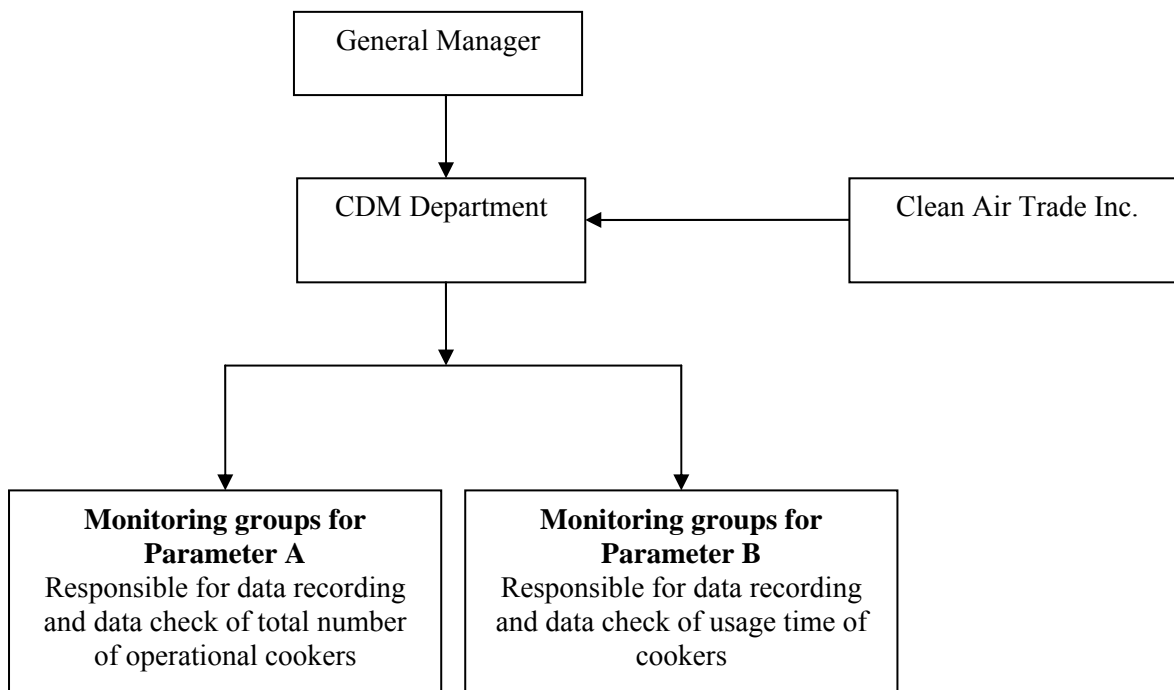 General Manager
CDM Department
Clean Air Trade Inc.
Monitoring groups for
Parameter A
Responsible for data recording
and data check of total number
of operational cookers
Monitoring groups for
Parameter B
Responsible for data recording
and data check of usage time of
cookers